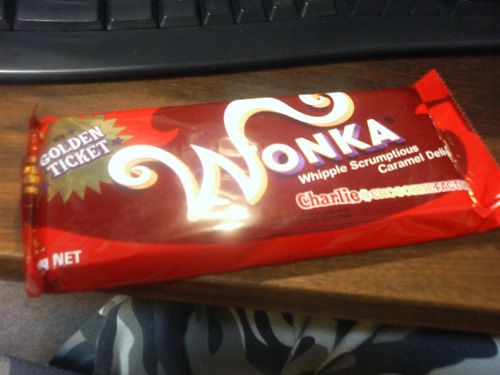 GOLDEN
TICKET
WONKA
Whipple Scrumptious
Caramel Deli
Charlie
NET